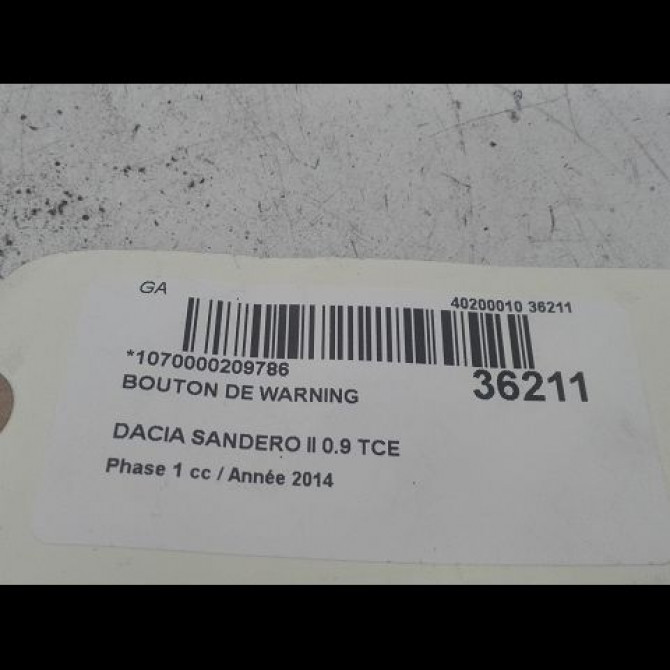 GA
40200010 36211
*1070000209786
36211
BOUTON DE WARNING
DACIA SANDERO II 0.9 TCE
Phase 1 cc / Année 2014